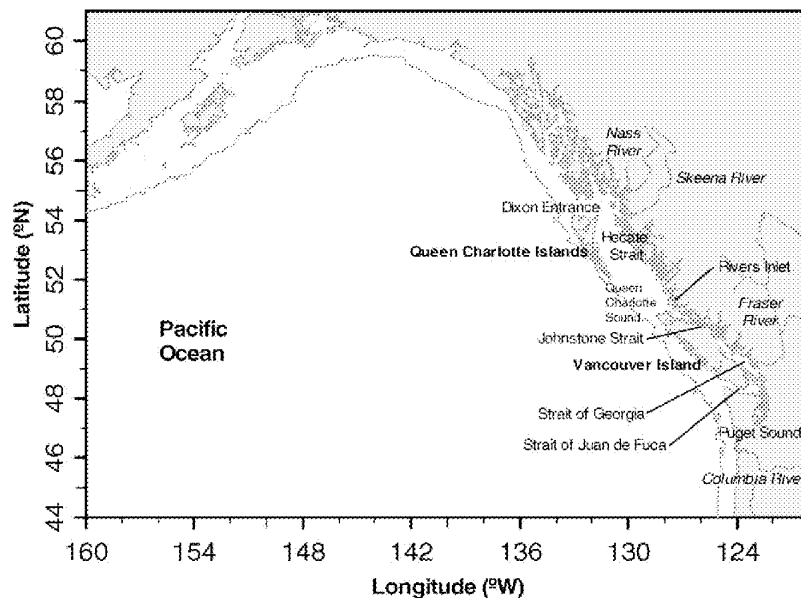 60
58
56
54
52
50
48
46
44
Latitude (ºN)
Nass
River
Skeena River
Dixon Entrance
Hecate
Strait
Queen Charlotte Islands
Rivers Inlet
Queen
Charlotte
Sound
Fraser
River
Pacific
Ocean
Johnstone Strait
Vancouver Island
Strait of Georgia
Puget Sound
Strait of Juan de Fuca
Columbia River
160
154
148
142
136
130
124
Longitude (ºW)